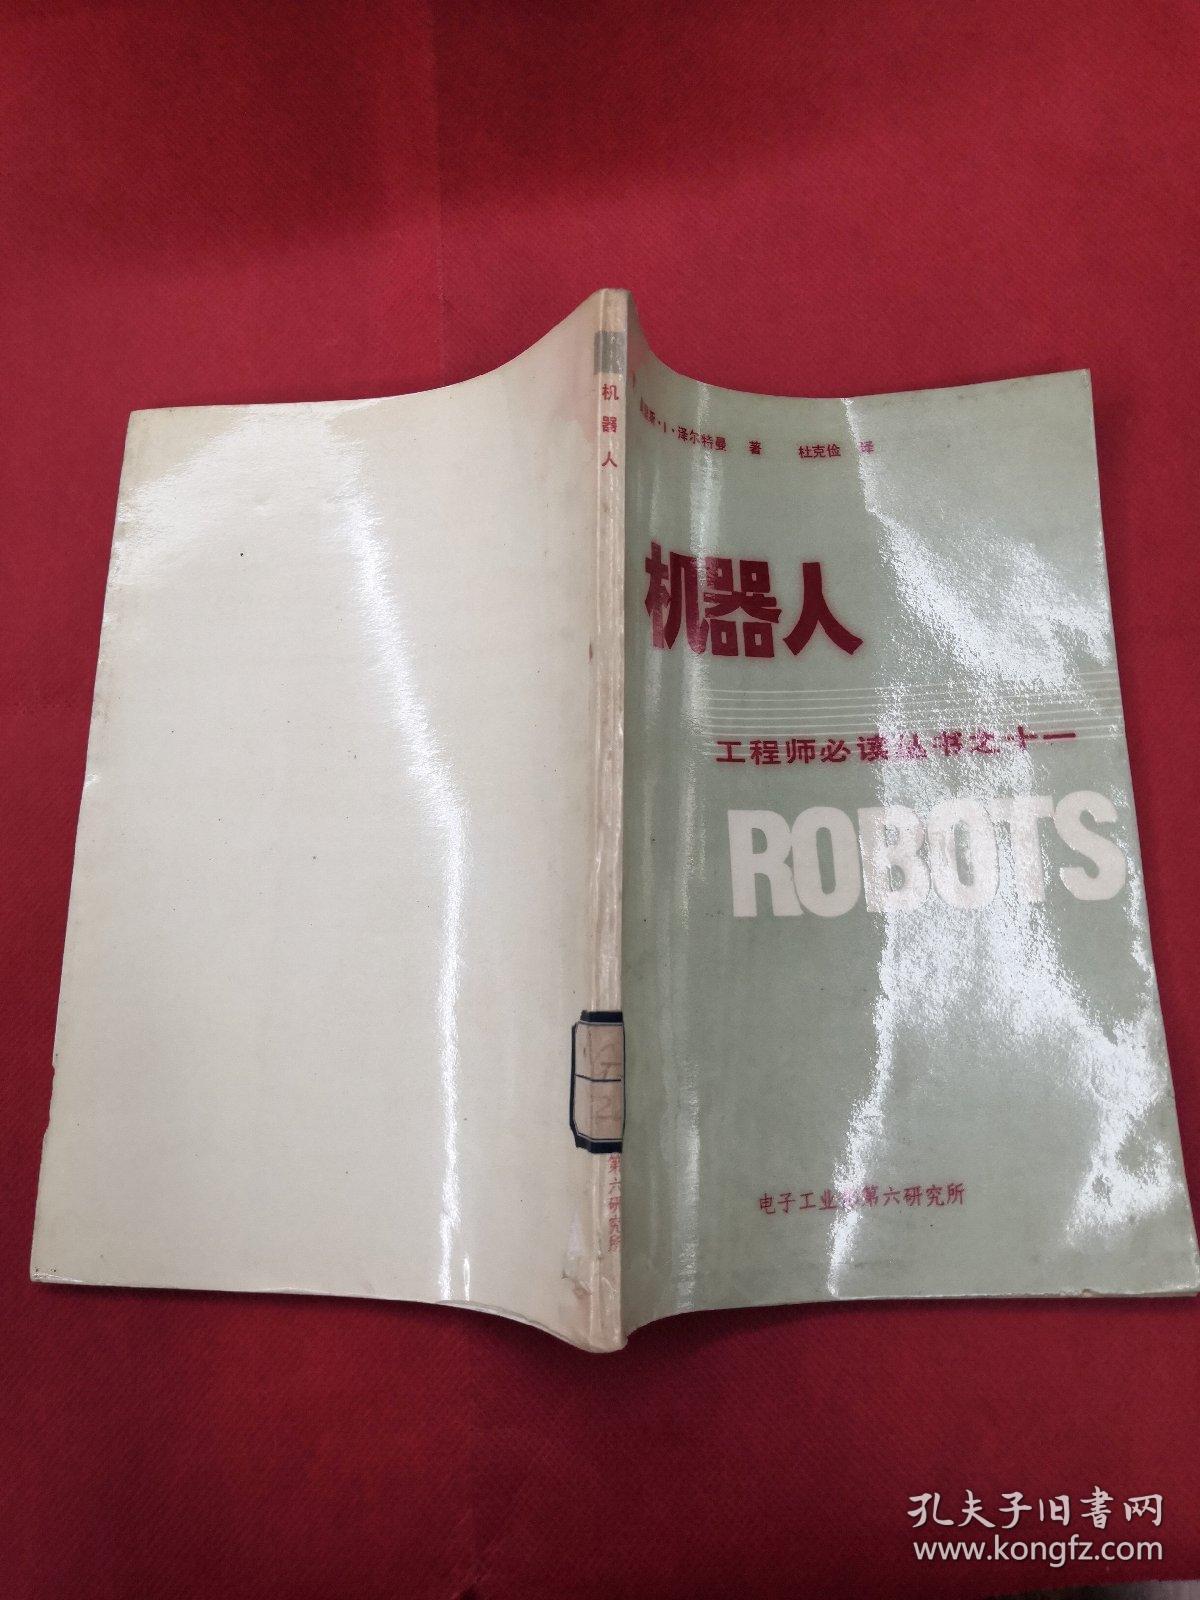 机器人
第六研究所
斯·I·泽尔特曼 著 杜克俭 译
机器人
工程师必读丛书之十一
ROBOTS
电子工业部第六研究所
孔夫子旧書网
www.kongfz.com